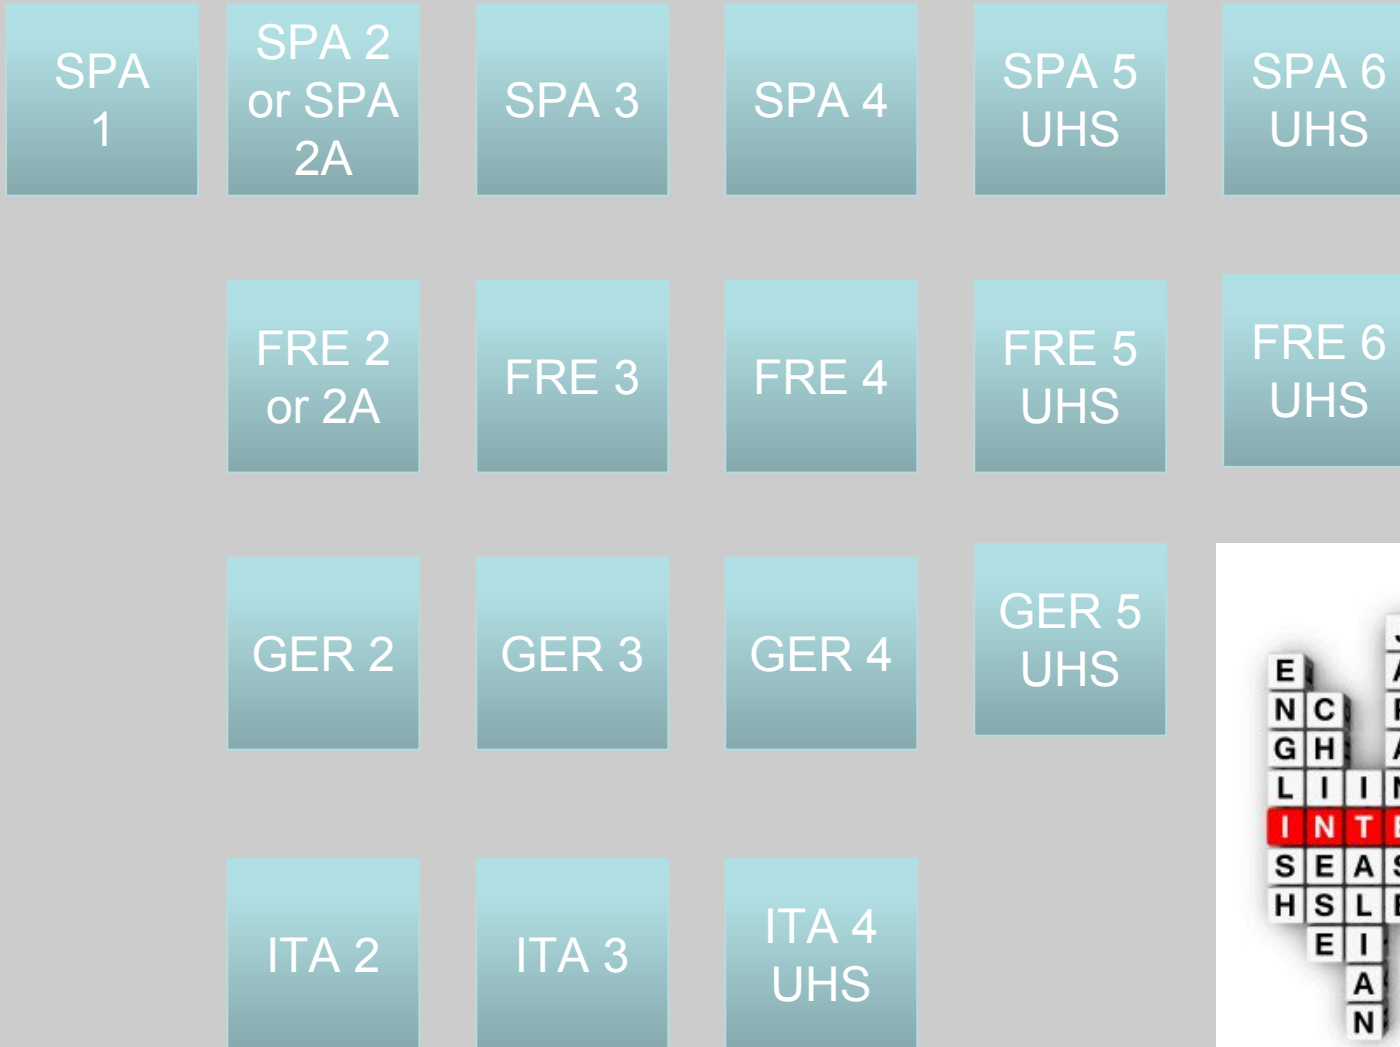 SPA
1
SPA 2
or SPA
2A
SPA 3
SPA 4
SPA 5
UHS
SPA 6
UHS
FRE 2
or 2A
FRE 3
FRE 4
FRE 5
UHS
FRE 6
UHS
GER 2
GER 3
GER 4
GER 5
UHS
ITA 2
ITA 3
ITA 4
UHS
ENGLISH
CHINESE
ITALIAN
INTE